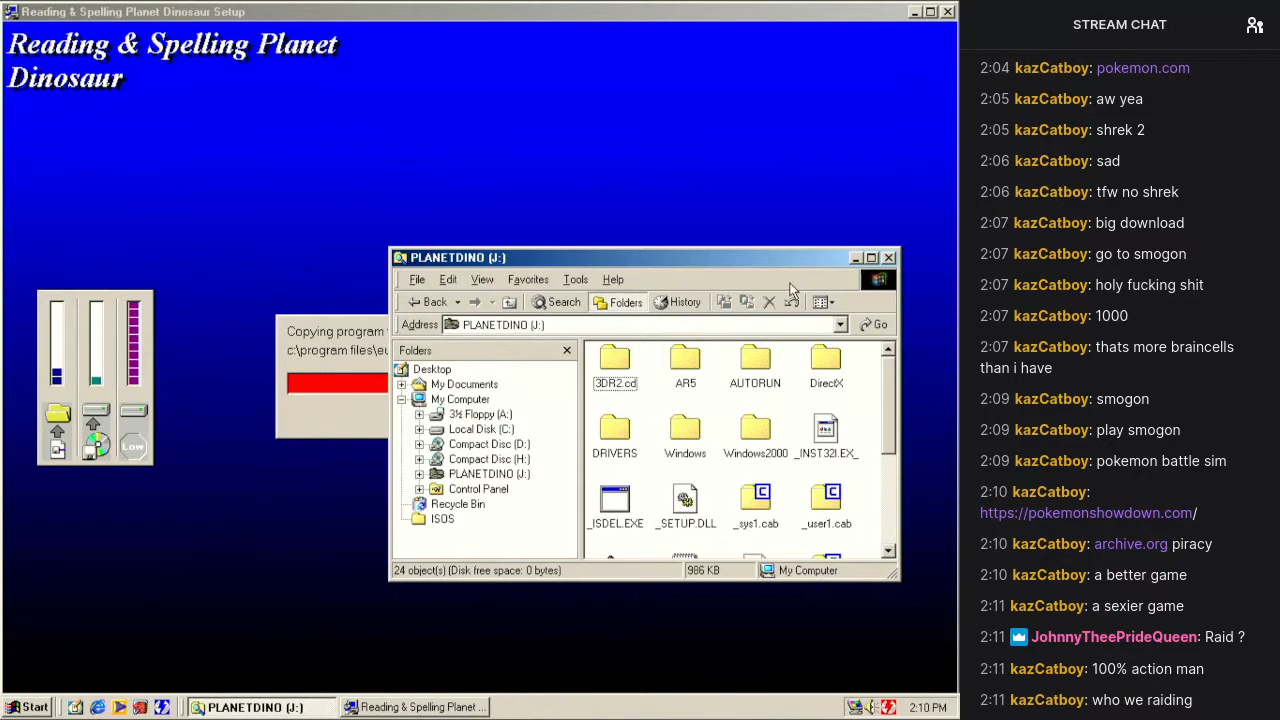 Reading & Spelling Planet Dinosaur Setup
Reading & Spelling Planet
Dinosaur
Low
Copying program
c:\program files\eu
PLANETDINO (J:)
File Edit View Favorites Tools Help
Back Search Folders History
Address PLANETDINO (J:) Go
Folders
Desktop
My Documents
My Computer
3½ Floppy (A:)
Local Disk (C:)
Compact Disc (D:)
Compact Disc (H:)
PLANETDINO (J:)
Control Panel
Recycle Bin
ISOS
3DR2.cd AR5 AUTORUN DirectX
DRIVERS Windows Windows2000 _INST32I.EX_
_ISDEL.EXE _SETUP.DLL _sys1.cab _user1.cab
24 object(s) (Disk free space: 0 bytes) 986 KB My Computer
Start PLANETDINO (J:) Reading & Spelling Planet ... 2:10 PM
STREAM CHAT
2:04 kazCatboy: pokemon.com
2:05 kazCatboy: aw yea
2:05 kazCatboy: shrek 2
2:06 kazCatboy: sad
2:06 kazCatboy: tfw no shrek
2:07 kazCatboy: big download
2:07 kazCatboy: go to smogon
2:07 kazCatboy: holy fucking shit
2:07 kazCatboy: 1000
2:07 kazCatboy: thats more braincells
than i have
2:09 kazCatboy: smogon
2:09 kazCatboy: play smogon
2:09 kazCatboy: pokemon battle sim
2:10 kazCatboy:
https://pokemonshowdown.com/
2:10 kazCatboy: archive.org piracy
2:10 kazCatboy: a better game
2:11 kazCatboy: a sexier game
2:11 JohnnyTheePrideQueen: Raid ?
2:11 kazCatboy: 100% action man
2:11 kazCatboy: who we raiding